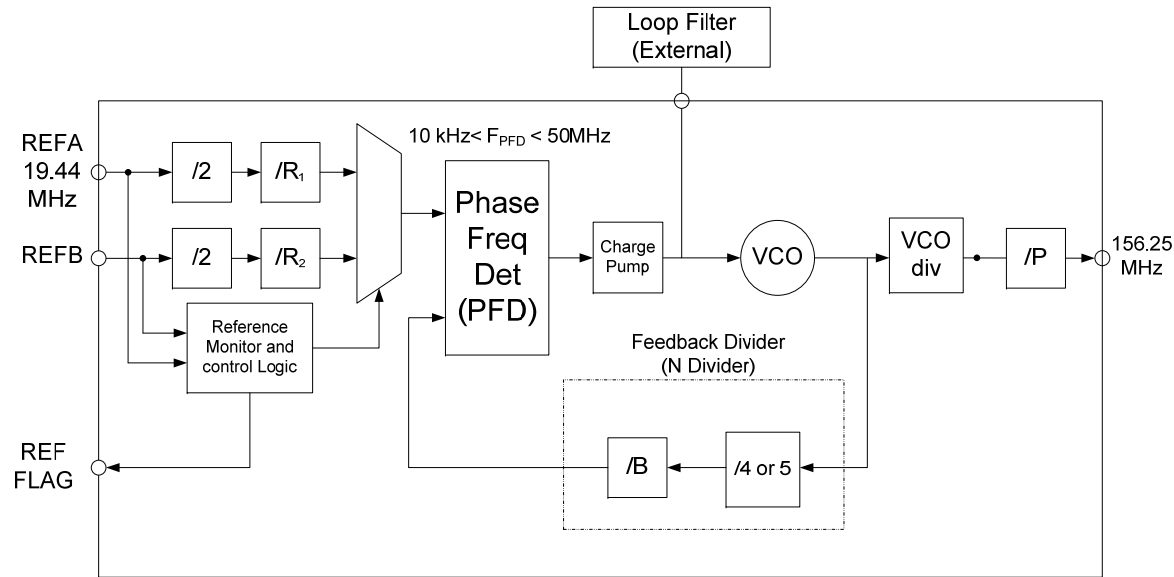 Loop Filter
(External)
REFA
19.44
MHz
/2
/R₁
10 kHz< F_PFD < 50MHz
Phase
Freq
Det
(PFD)
Charge
Pump
VCO
VCO
div
/P
156.25
MHz
REFB
/2
/R₂
Reference
Monitor and
control Logic
Feedback Divider
(N Divider)
/B
/4 or 5
REF
FLAG